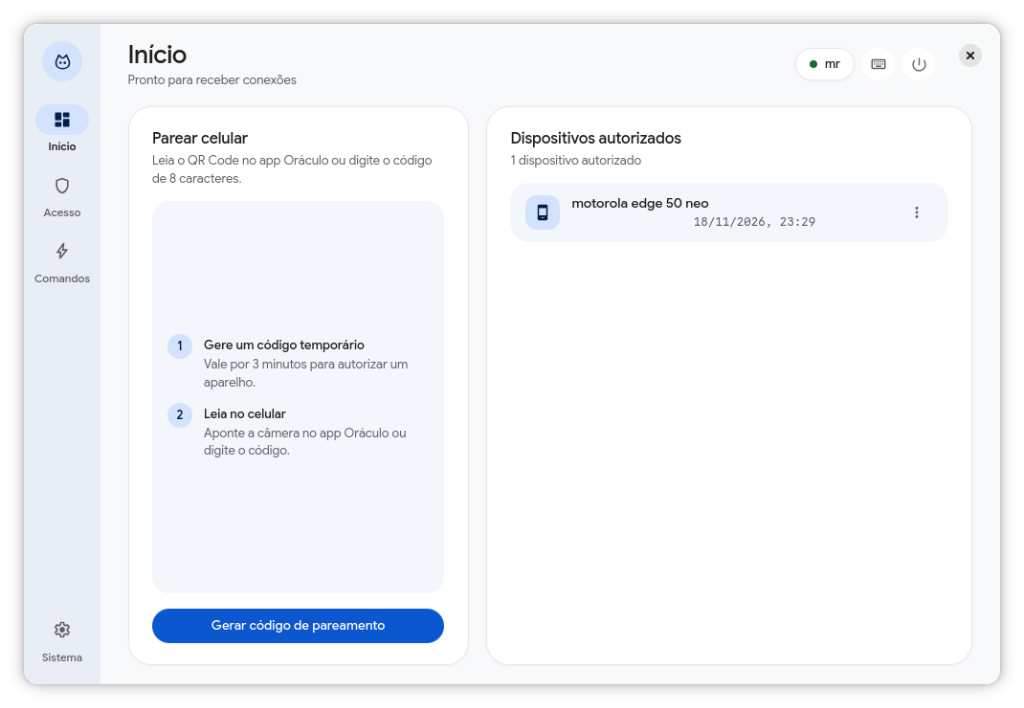 Início
Pronto para receber conexões
mr
Início
Acesso
Comandos
Sistema
Parear celular
Leia o QR Code no app Oráculo ou digite o código
de 8 caracteres.
1
Gere um código temporário
Vale por 3 minutos para autorizar um
aparelho.
2
Leia no celular
Aponte a câmera no app Oráculo ou
digite o código.
Gerar código de pareamento
Dispositivos autorizados
1 dispositivo autorizado
motorola edge 50 neo
18/11/2026, 23:29